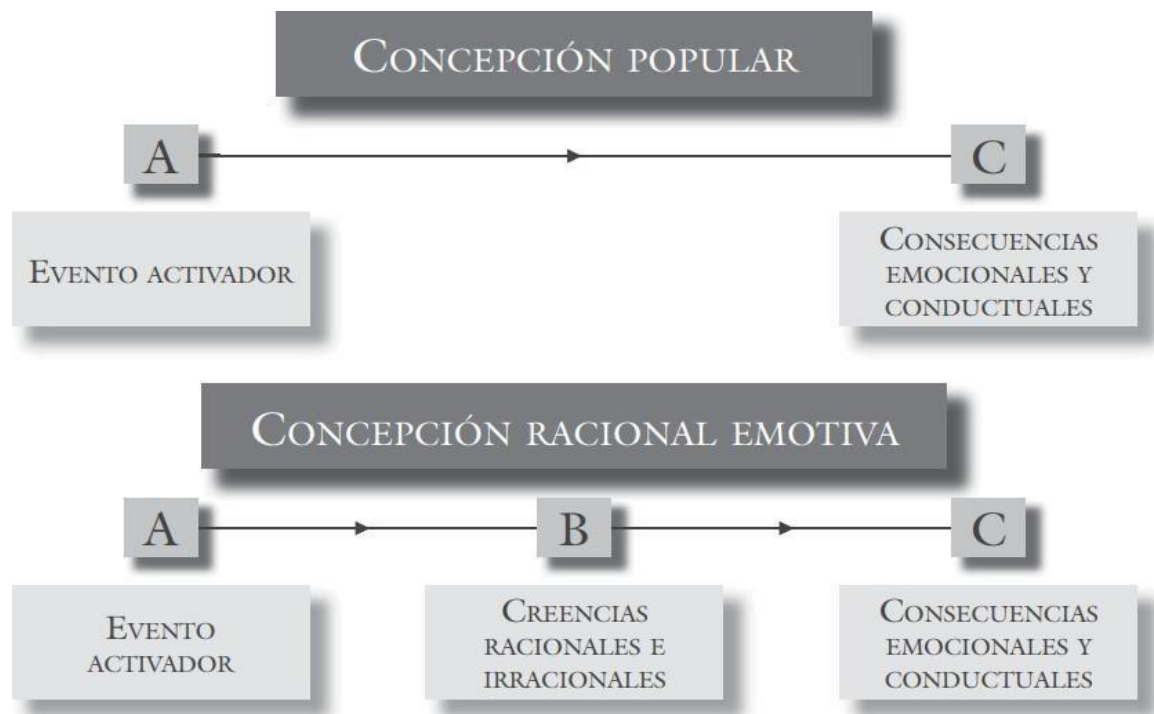 CONCEPCIÓN POPULAR
A
C
EVENTO ACTIVADOR
CONSECUENCIAS
EMOCIONALES Y
CONDUCTUALES
CONCEPCIÓN RACIONAL EMOTIVA
A
B
C
EVENTO
ACTIVADOR
CREENCIAS
RACIONALES E
IRRACIONALES
CONSECUENCIAS
EMOCIONALES Y
CONDUCTUALES